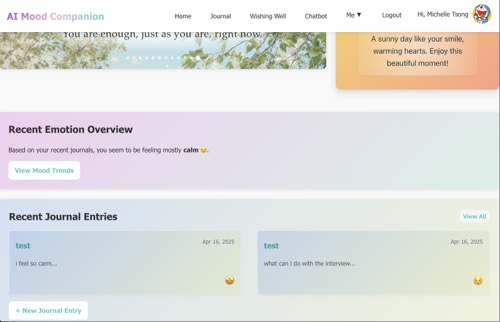 AI Mood Companion
Home
Journal
Wishing Well
Chatbot
Me ▼
Logout
Hi, Michelle Tsong
You are enough, just as you are, right now.
A sunny day like your smile,
warming hearts. Enjoy this
beautiful moment!
Recent Emotion Overview
Based on your recent journals, you seem to be feeling mostly calm 😌.
View Mood Trends
Recent Journal Entries
View All
test
Apr 16, 2025
i feel so carm...
test
Apr 16, 2025
what can i do with the interview...
+ New Journal Entry